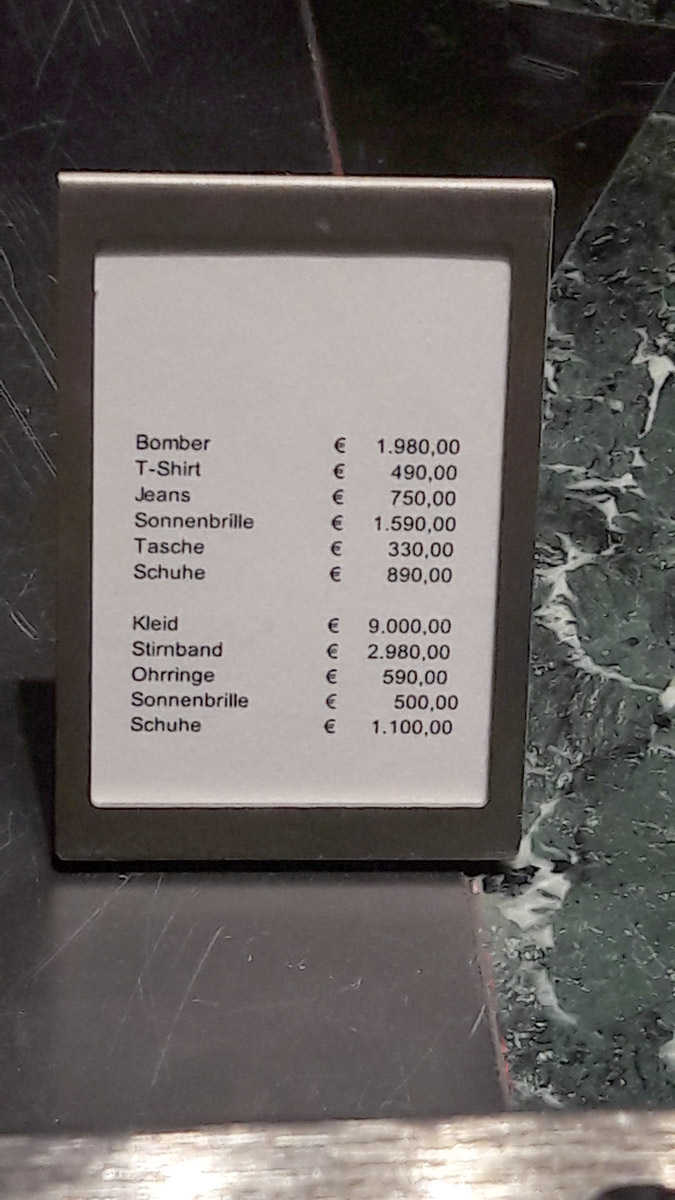 Bomber € 1.980,00
T-Shirt € 490,00
Jeans € 750,00
Sonnenbrille € 1.590,00
Tasche € 330,00
Schuhe € 890,00
Kleid € 9.000,00
Stirnband € 2.980,00
Ohrringe € 590,00
Sonnenbrille € 500,00
Schuhe € 1.100,00